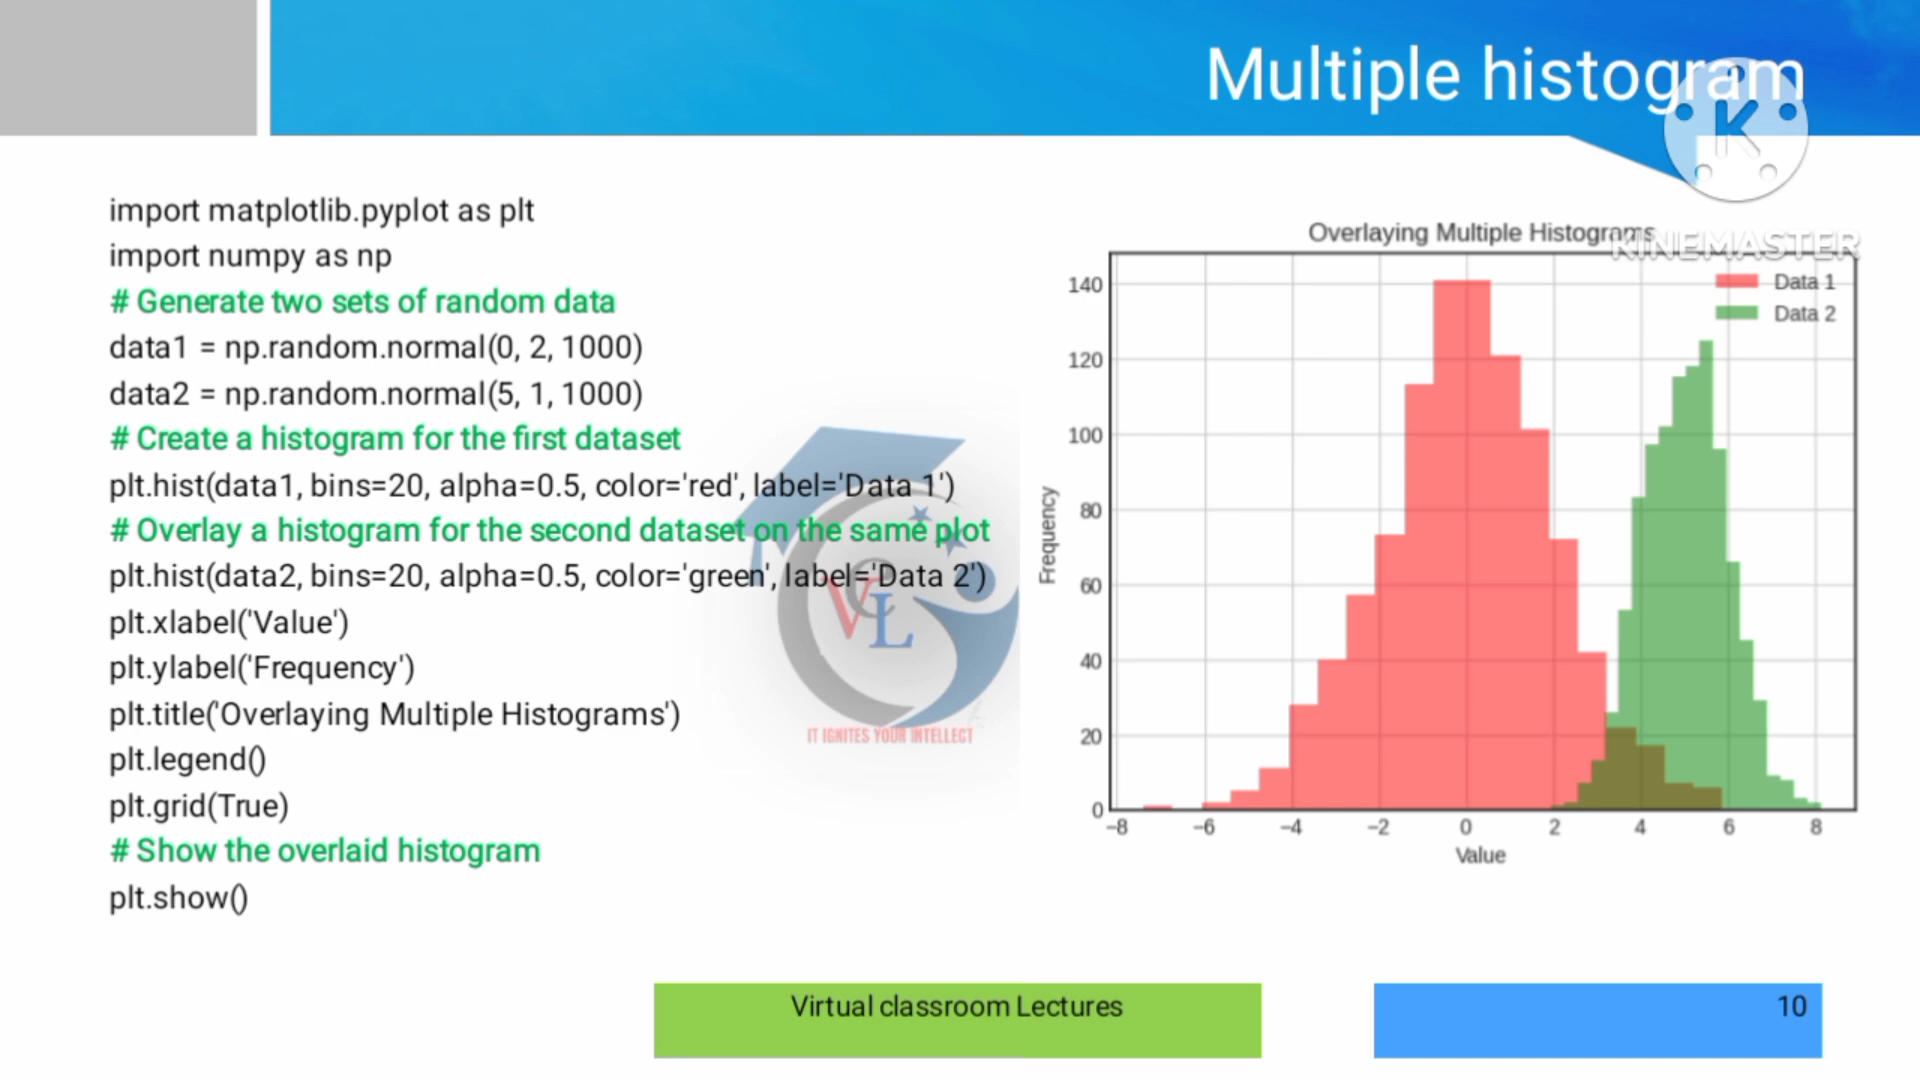 Multiple histogram
K
KINEMASTER
import matplotlib.pyplot as plt
import numpy as np
# Generate two sets of random data
data1 = np.random.normal(0, 2, 1000)
data2 = np.random.normal(5, 1, 1000)
# Create a histogram for the first dataset
plt.hist(data1, bins=20, alpha=0.5, color='red', label='Data 1')
# Overlay a histogram for the second dataset on the same plot
plt.hist(data2, bins=20, alpha=0.5, color='green', label='Data 2')
plt.xlabel('Value')
plt.ylabel('Frequency')
plt.title('Overlaying Multiple Histograms')
plt.legend()
plt.grid(True)
# Show the overlaid histogram
plt.show()
VCL
IT IGNITES YOUR INTELLECT
Overlaying Multiple Histograms
Data 1
Data 2
Frequency
140
120
100
80
60
40
20
0
−8 −6 −4 −2 0 2 4 6 8
Value
Virtual classroom Lectures
10